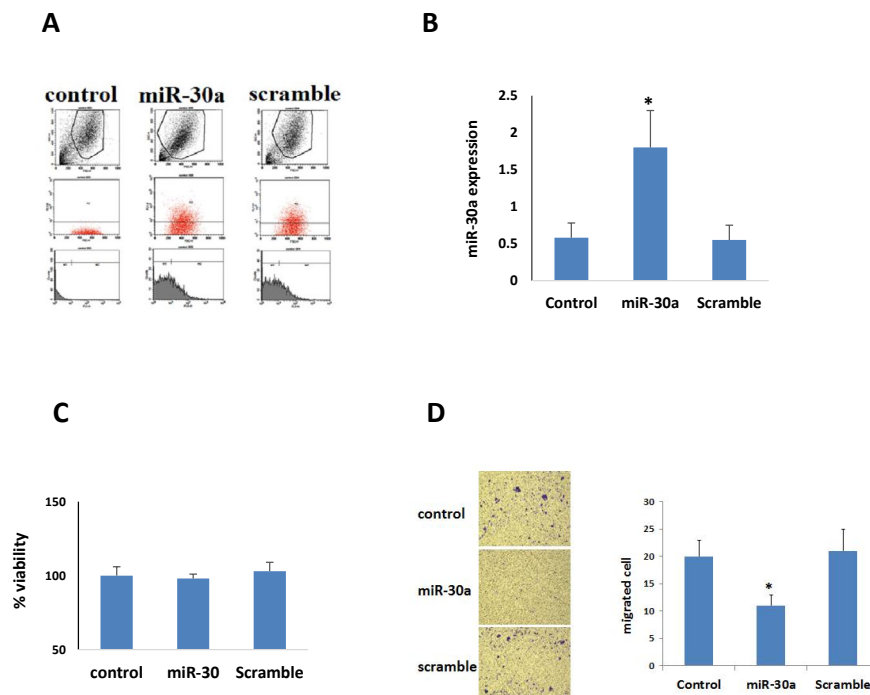 A
control miR-30a scramble
B
miR-30a expression
2.5
2
1.5
1
0.5
0
*
Control miR-30a Scramble
C
% viability
150
100
50
control miR-30 Scramble
D
control
miR-30a
scramble
migrated cell
30
25
20
15
10
5
0
*
Control miR-30a Scramble